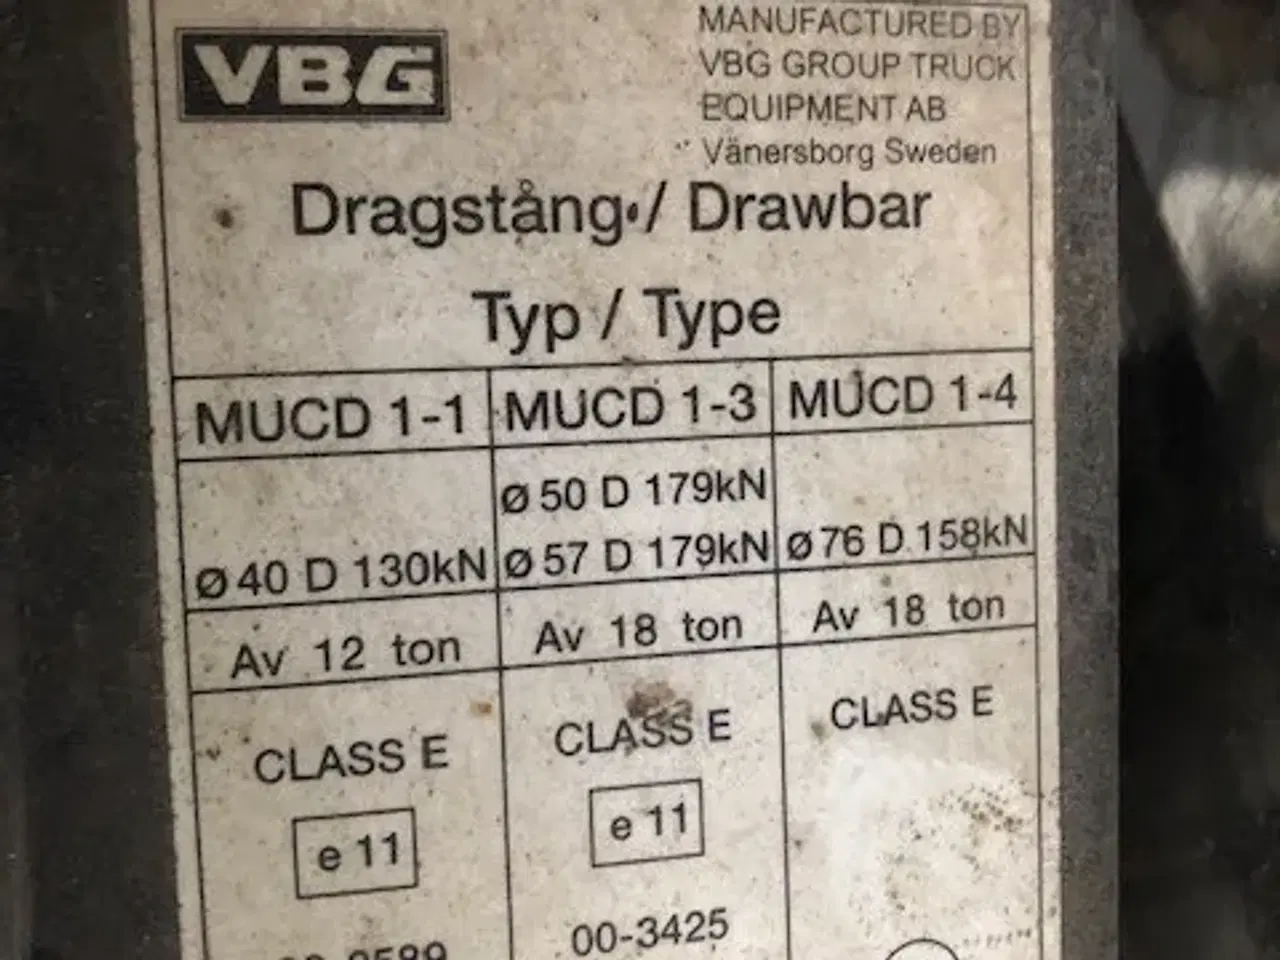 VBG
MANUFACTURED BY
VBG GROUP TRUCK
EQUIPMENT AB
Vänersborg Sweden
Dragstång / Drawbar
Typ / Type
MUCD 1-1 MUCD 1-3 MUCD 1-4
ø 50 D 179kN
ø 40 D 130kN ø 57 D 179kN ø 76 D 158kN
Av 12 ton Av 18 ton Av 18 ton
CLASS E CLASS E CLASS E
e 11 e 11
00-3425